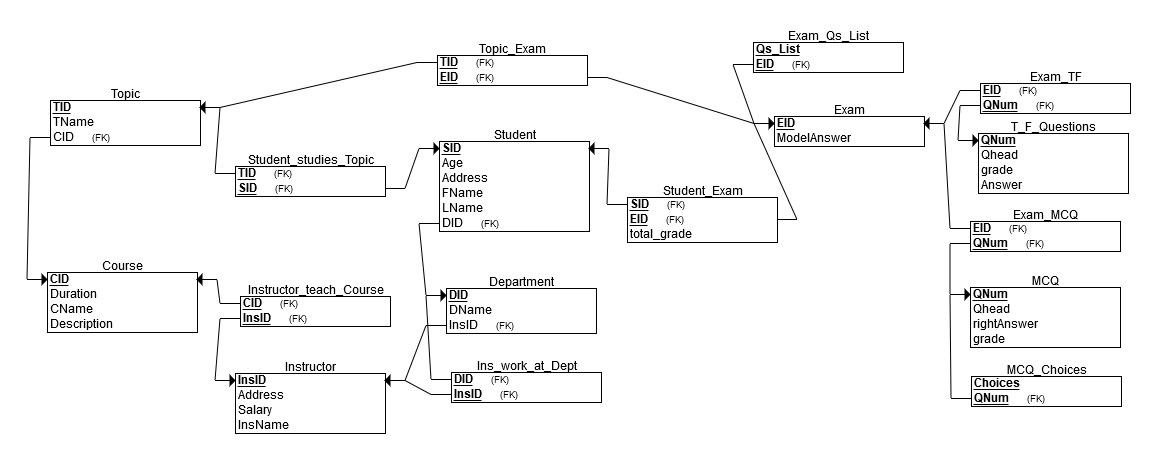 Exam_Qs_List
Qs_List
EID (FK)
Topic_Exam
TID (FK)
EID (FK)
Exam_TF
EID (FK)
QNum (FK)
Topic
TID
TName
CID (FK)
Exam
EID
ModelAnswer
T_F_Questions
QNum
Qhead
grade
Answer
Student
SID
Age
Address
FName
LName
DID (FK)
Student_studies_Topic
TID (FK)
SID (FK)
Student_Exam
SID (FK)
EID (FK)
total_grade
Exam_MCQ
EID (FK)
QNum (FK)
Course
CID
Duration
CName
Description
Instructor_teach_Course
CID (FK)
InsID (FK)
Department
DID
DName
InsID (FK)
MCQ
QNum
Qhead
rightAnswer
grade
Instructor
InsID
Address
Salary
InsName
Ins_work_at_Dept
DID (FK)
InsID (FK)
MCQ_Choices
Choices
QNum (FK)